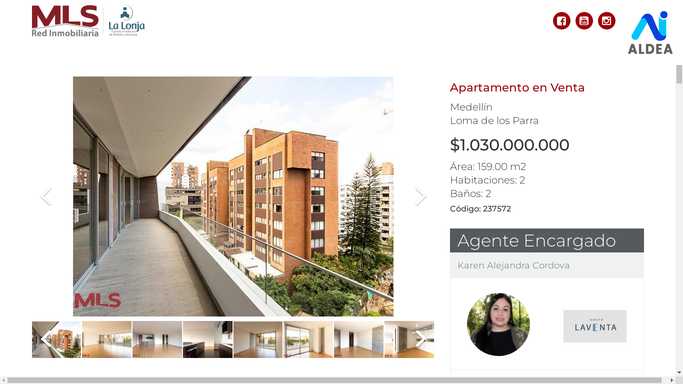 MLS
Red Inmobiliaria
La Lonja
ALDEA
Apartamento en Venta
Medellín
Loma de los Parra
$1.030.000.000
Área: 159.00 m2
Habitaciones: 2
Baños: 2
Código: 237572
Agente Encargado
Karen Alejandra Cordova
LAVENTA
MLS